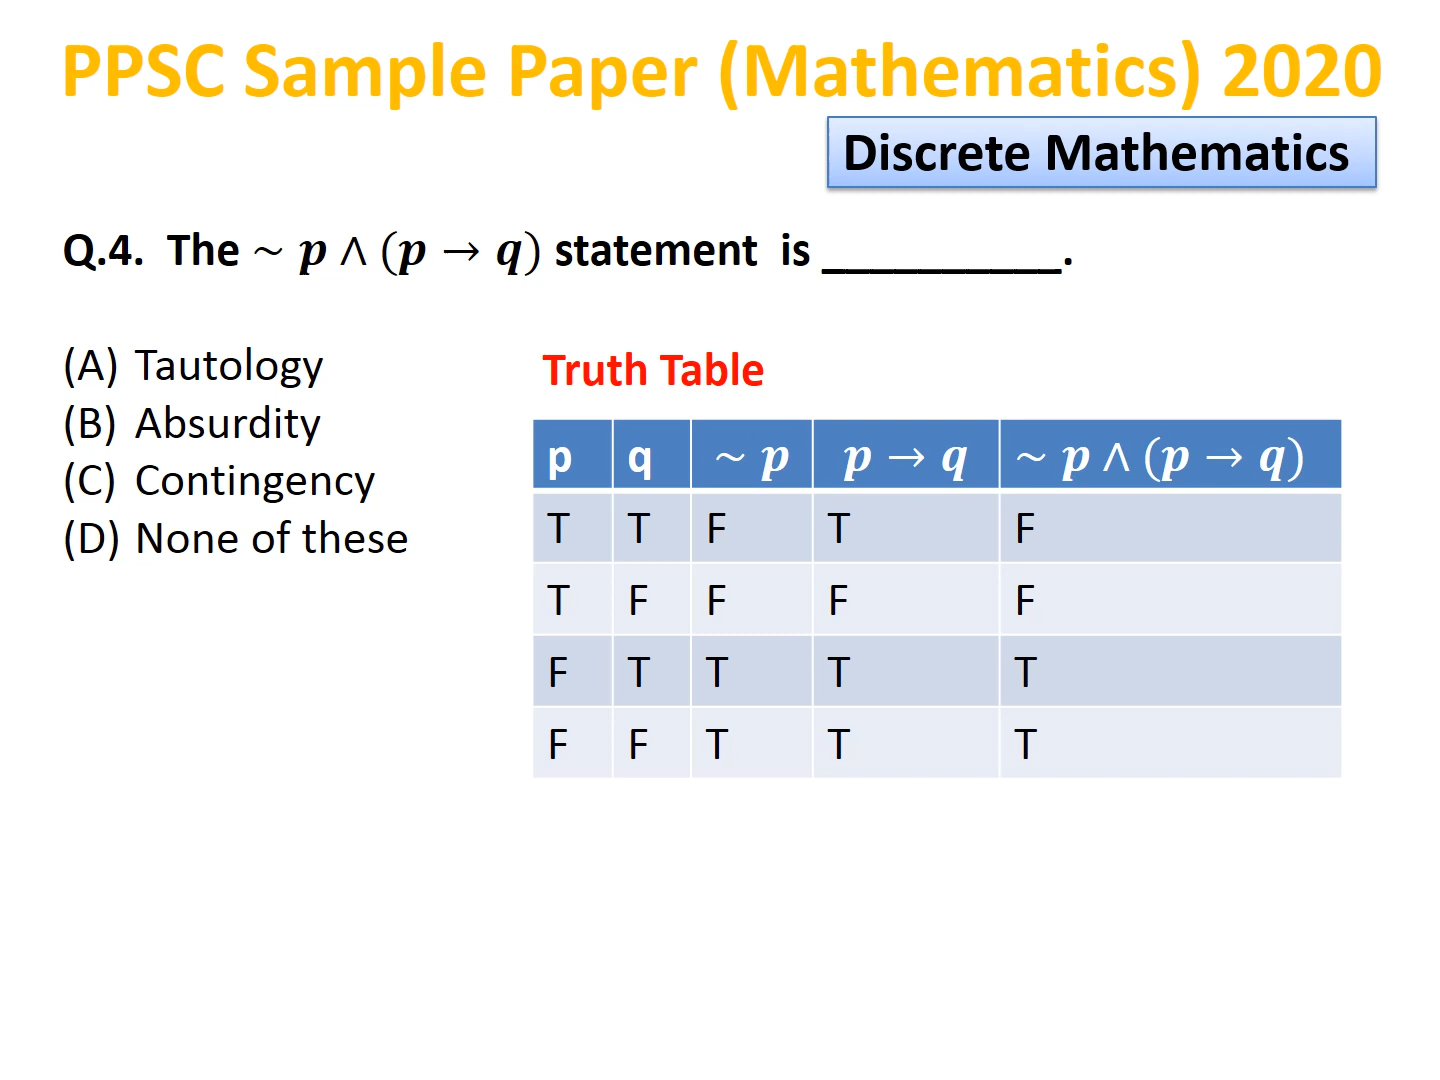 PPSC Sample Paper (Mathematics) 2020
Discrete Mathematics
Q.4. The ~ p ∧ (p → q) statement is __________.
(A) Tautology
(B) Absurdity
(C) Contingency
(D) None of these
Truth Table
p q ~ p p → q ~ p ∧ (p → q)
T T F T F
T F F F F
F T T T T
F F T T T